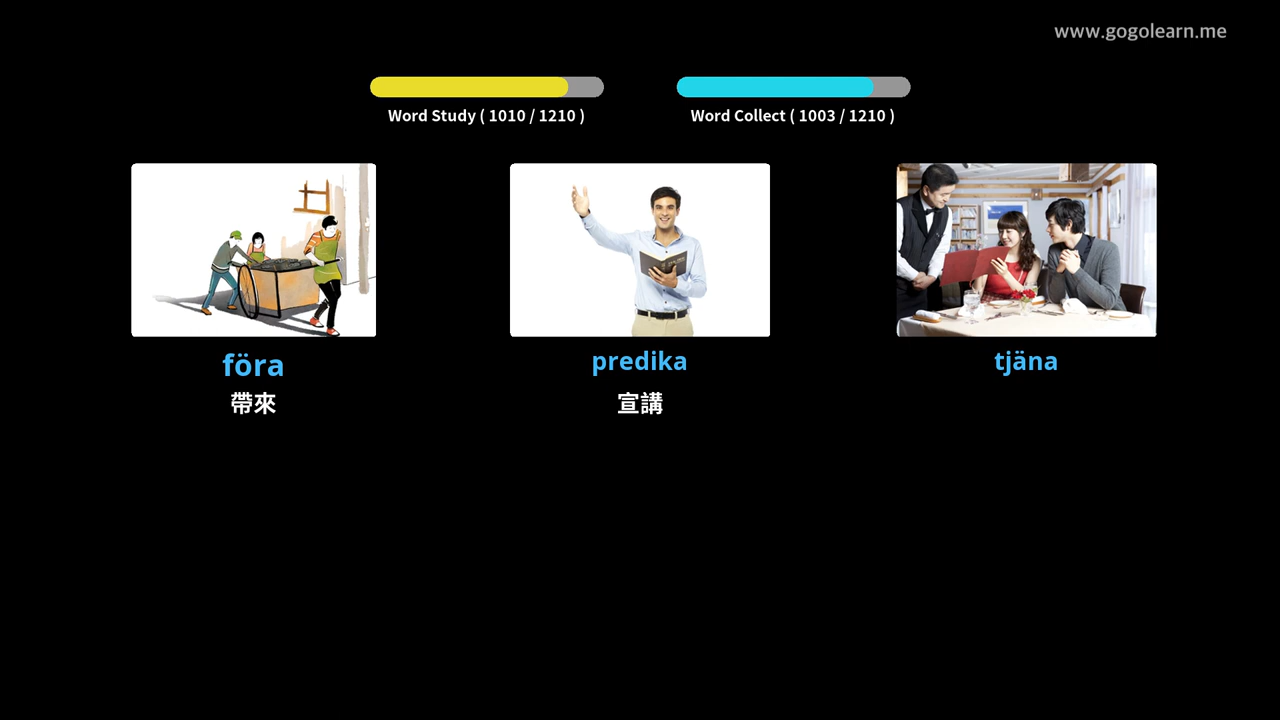 www.gogolearn.me
Word Study ( 1010 / 1210 )
Word Collect ( 1003 / 1210 )
föra
predika
tjäna
帶來
宣講